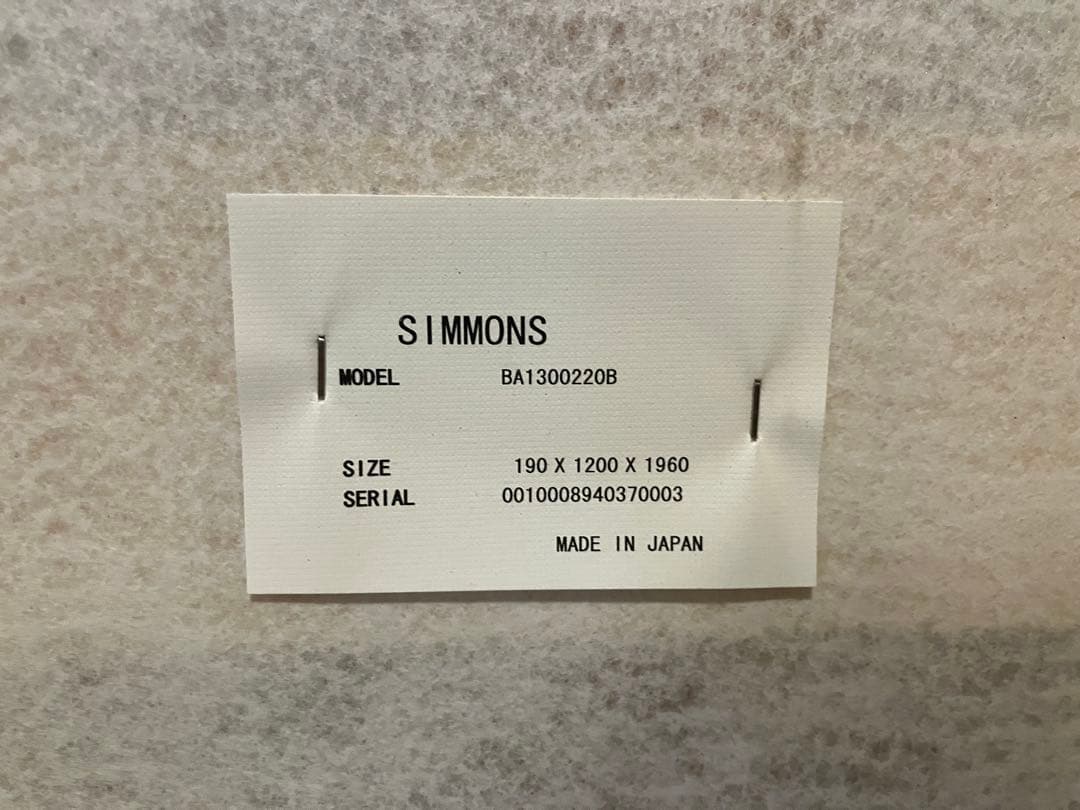 SIMMONS
MODEL BA1300220B
SIZE 190 X 1200 X 1960
SERIAL 0010008940370003
MADE IN JAPAN